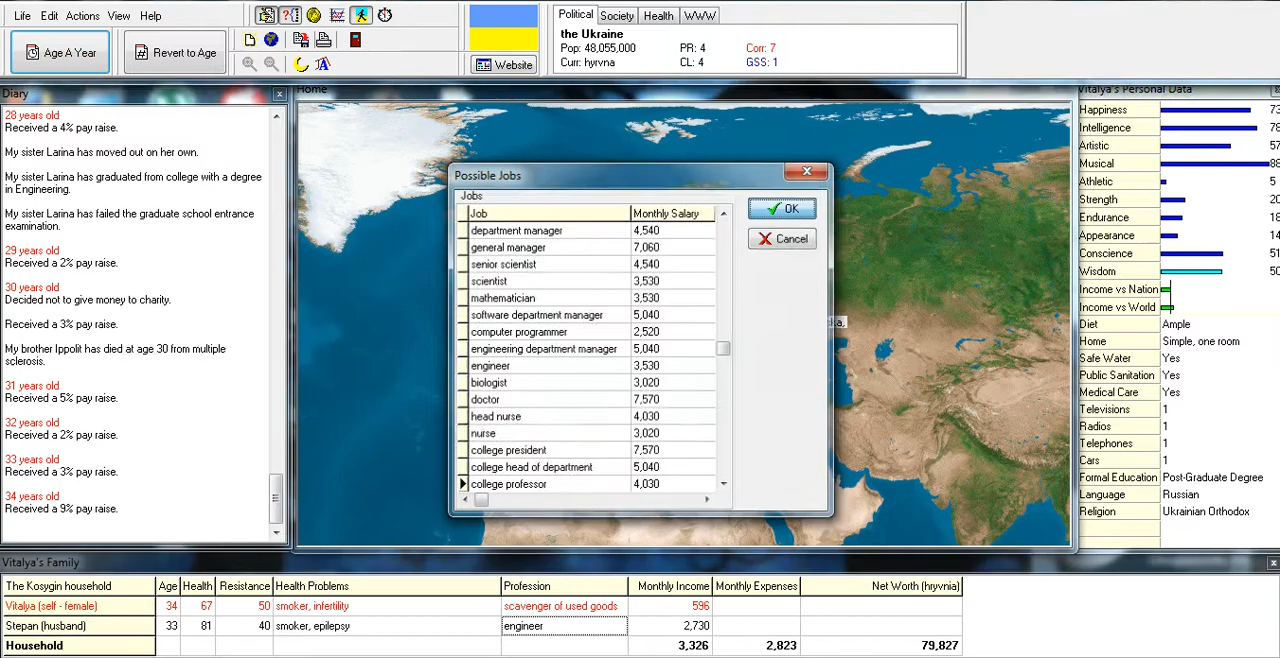 Life Edit Actions View Help
Age A Year
Revert to Age
Website
Political Society Health WWW
the Ukraine
Pop: 48,055,000 PR: 4 Corr: 7
Curr: hyrvna CL: 4 GSS: 1
Diary
28 years old
Received a 4% pay raise.
My sister Larina has moved out on her own.
My sister Larina has graduated from college with a degree
in Engineering.
My sister Larina has failed the graduate school entrance
examination.
29 years old
Received a 2% pay raise.
30 years old
Decided not to give money to charity.
Received a 3% pay raise.
My brother Ippolit has died at age 30 from multiple
sclerosis.
31 years old
Received a 5% pay raise.
32 years old
Received a 2% pay raise.
33 years old
Received a 3% pay raise.
34 years old
Received a 9% pay raise.
Home
Possible Jobs
Jobs
Job Monthly Salary
department manager 4,540
general manager 7,060
senior scientist 4,540
scientist 3,530
mathematician 3,530
software department manager 5,040
computer programmer 2,520
engineering department manager 5,040
engineer 3,530
biologist 3,020
doctor 7,570
head nurse 4,030
nurse 3,020
college president 7,570
college head of department 5,040
college professor 4,030
OK
Cancel
Vitalya's Personal Data
Happiness 73
Intelligence 78
Artistic 57
Musical 88
Athletic 5
Strength 20
Endurance 18
Appearance 14
Conscience 51
Wisdom 50
Income vs Nation
Income vs World
Diet Ample
Home Simple, one room
Safe Water Yes
Public Sanitation Yes
Medical Care Yes
Televisions 1
Radios 1
Telephones 1
Cars 1
Formal Education Post-Graduate Degree
Language Russian
Religion Ukrainian Orthodox
Vitalya's Family
The Kosygin household Age Health Resistance Health Problems Profession Monthly Income Monthly Expenses Net Worth (hryvnia)
Vitalya (self - female) 34 67 50 smoker, infertility scavenger of used goods 596
Stepan (husband) 33 81 40 smoker, epilepsy engineer 2,730
Household 3,326 2,823 79,827